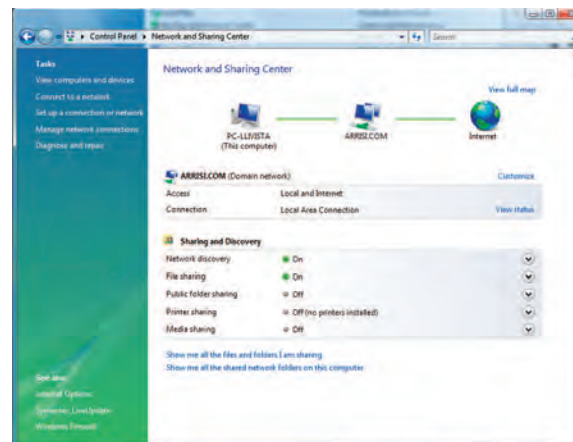 Control Panel ▸ Network and Sharing Center
Search
Tasks
View computers and devices
Connect to a network
Set up a connection or network
Manage network connections
Diagnose and repair
See also
Internet Options
Symantec LiveUpdate
Windows Firewall
Network and Sharing Center
View full map
PC-LLIVISTA
(This computer)
ARRISI.COM
Internet
ARRISI.COM (Domain network)
Customize
Access Local and Internet
Connection Local Area Connection View status
Sharing and Discovery
Network discovery On
File sharing On
Public folder sharing Off
Printer sharing Off (no printers installed)
Media sharing Off
Show me all the files and folders I am sharing
Show me all the shared network folders on this computer